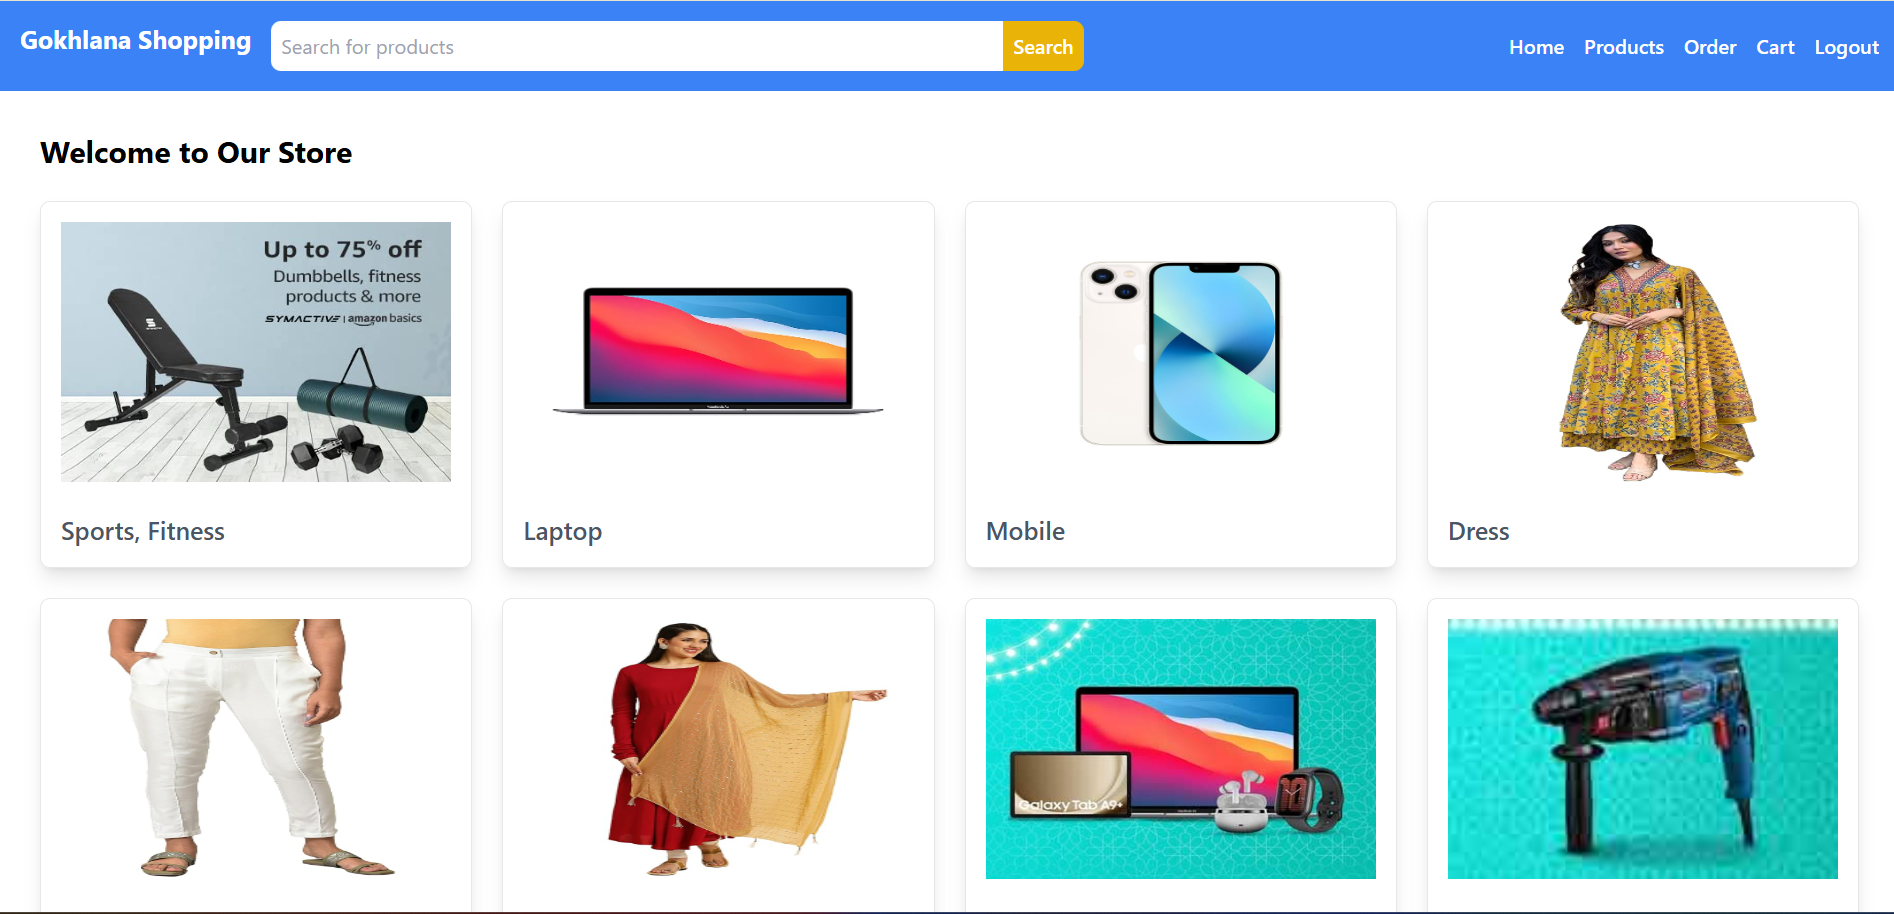 Gokhlana Shopping
Search for products
Search
Home
Products
Order
Cart
Logout
Welcome to Our Store
Up to 75% off
Dumbbells, fitness
products & more
SYMACTIVE | amazon basics
Sports, Fitness
Laptop
Mobile
Dress
Galaxy Tab A9+
10